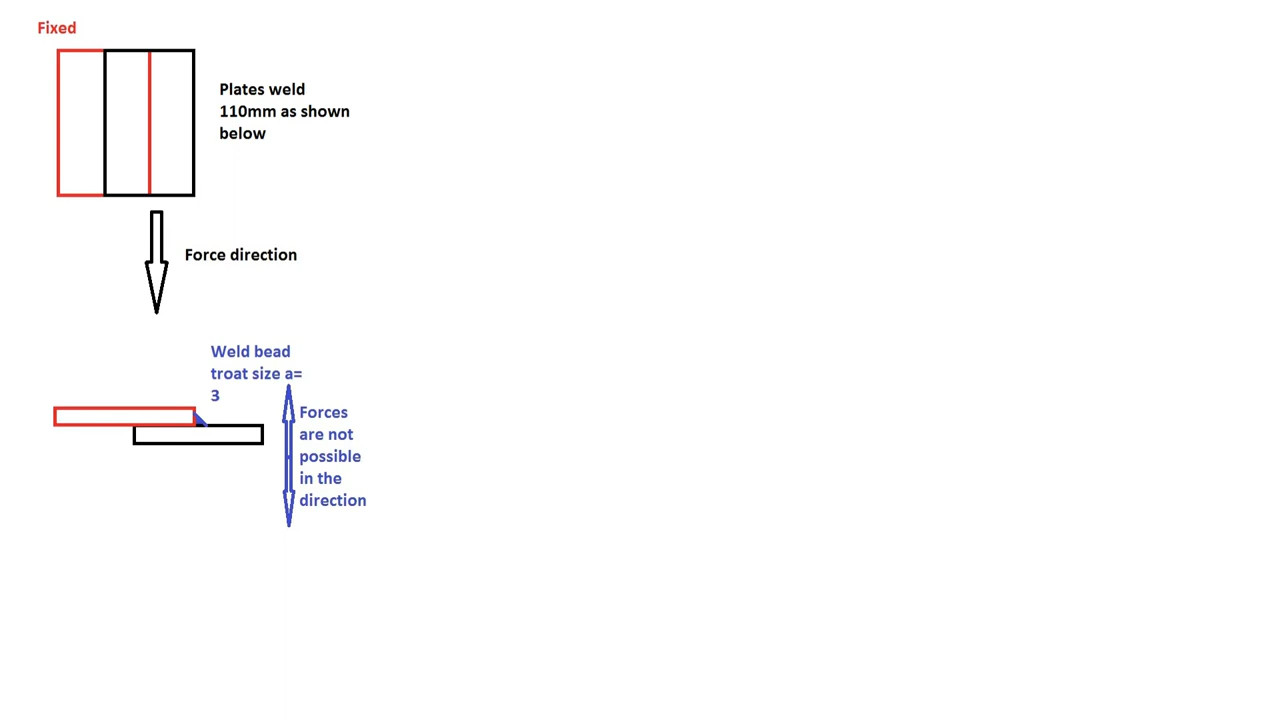 Fixed
Plates weld
110mm as shown
below
Force direction
Weld bead
troat size a=
3
Forces
are not
possible
in the
direction